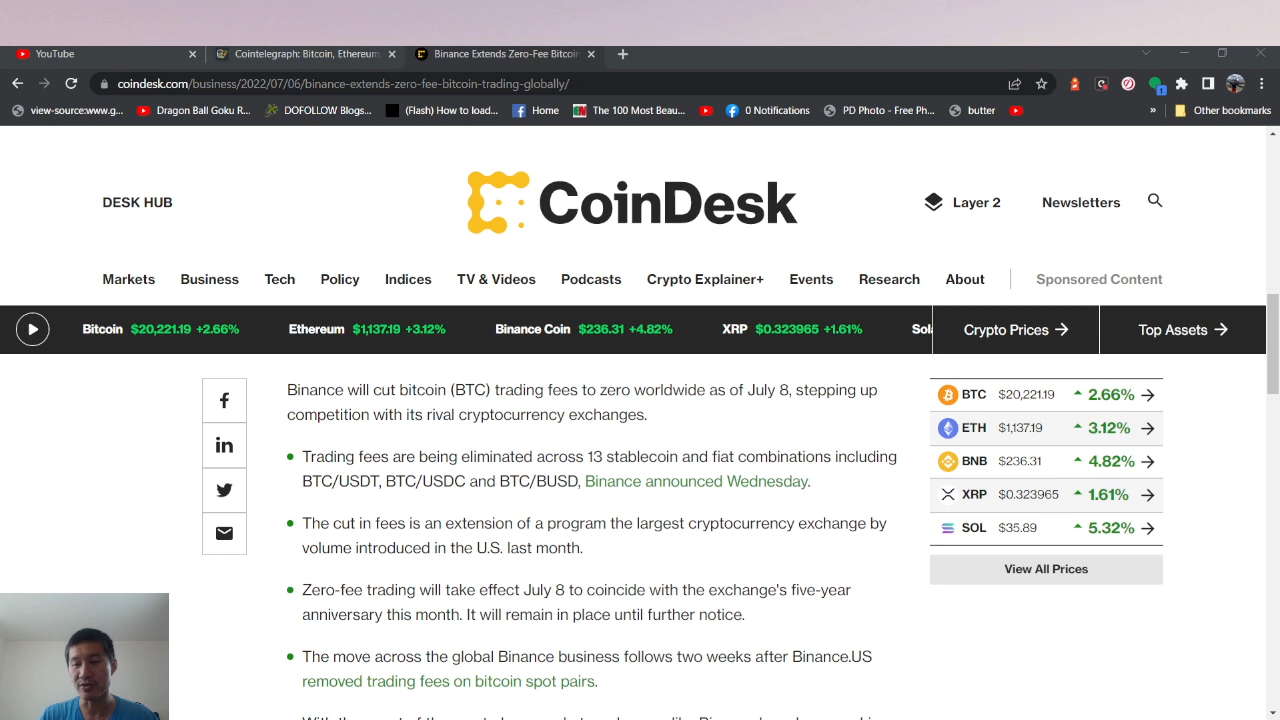 YouTube
Cointelegraph: Bitcoin, Ethereum
Binance Extends Zero-Fee Bitcoin
coindesk.com/business/2022/07/06/binance-extends-zero-fee-bitcoin-trading-globally/
view-source:www.g...
Dragon Ball Goku R...
DOFOLLOW Blogs...
(Flash) How to load...
Home
The 100 Most Beau...
0 Notifications
PD Photo - Free Ph...
butter
»
Other bookmarks
DESK HUB
CoinDesk
Layer 2
Newsletters
Markets
Business
Tech
Policy
Indices
TV & Videos
Podcasts
Crypto Explainer+
Events
Research
About
Sponsored Content
Bitcoin $20,221.19 +2.66%
Ethereum $1,137.19 +3.12%
Binance Coin $236.31 +4.82%
XRP $0.323965 +1.61%
Sol
Crypto Prices →
Top Assets →
Binance will cut bitcoin (BTC) trading fees to zero worldwide as of July 8, stepping up
competition with its rival cryptocurrency exchanges.
• Trading fees are being eliminated across 13 stablecoin and fiat combinations including
BTC/USDT, BTC/USDC and BTC/BUSD, Binance announced Wednesday.
• The cut in fees is an extension of a program the largest cryptocurrency exchange by
volume introduced in the U.S. last month.
• Zero-fee trading will take effect July 8 to coincide with the exchange's five-year
anniversary this month. It will remain in place until further notice.
• The move across the global Binance business follows two weeks after Binance.US
removed trading fees on bitcoin spot pairs.
BTC $20,221.19 2.66% →
ETH $1,137.19 3.12% →
BNB $236.31 4.82% →
XRP $0.323965 1.61% →
SOL $35.89 5.32% →
View All Prices